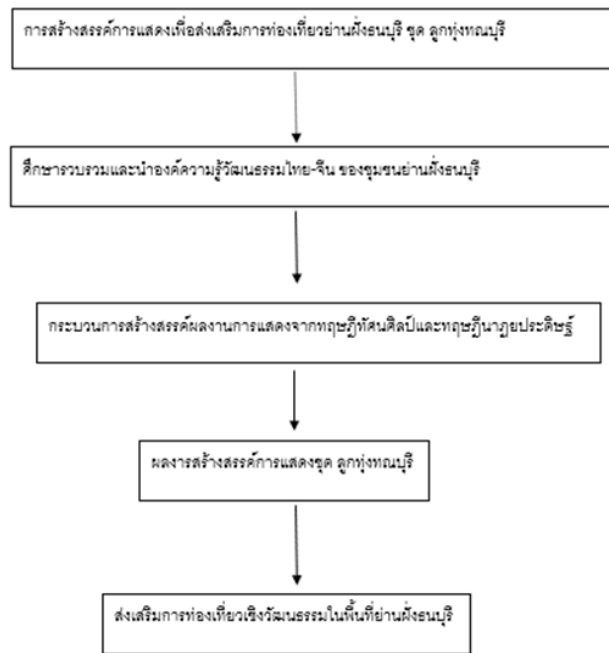 การสร้างสรรค์การแสดงเพื่อส่งเสริมการท่องเที่ยวย่านฝั่งธนบุรี ชุด ลูกทุ่งทณบุรี
ศึกษารวบรวมและนำองค์ความรู้วัฒนธรรมไทย-จีน ของชุมชนย่านฝั่งธนบุรี
กระบวนการสร้างสรรค์ผลงานการแสดงจากทฤษฎีทัศนศิลป์และทฤษฎีนาฏยประดิษฐ์
ผลงารสร้างสรรค์การแสดงชุด ลูกทุ่งทณบุรี
ส่งเสริมการท่องเที่ยวเชิงวัฒนธรรมในพื้นที่ย่านฝั่งธนบุรี